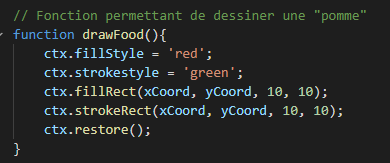 // Fonction permettant de dessiner une "pomme"
function drawFood(){
    ctx.fillStyle = 'red';
    ctx.strokestyle = 'green';
    ctx.fillRect(xCoord, yCoord, 10, 10);
    ctx.strokeRect(xCoord, yCoord, 10, 10);
    ctx.restore();
}